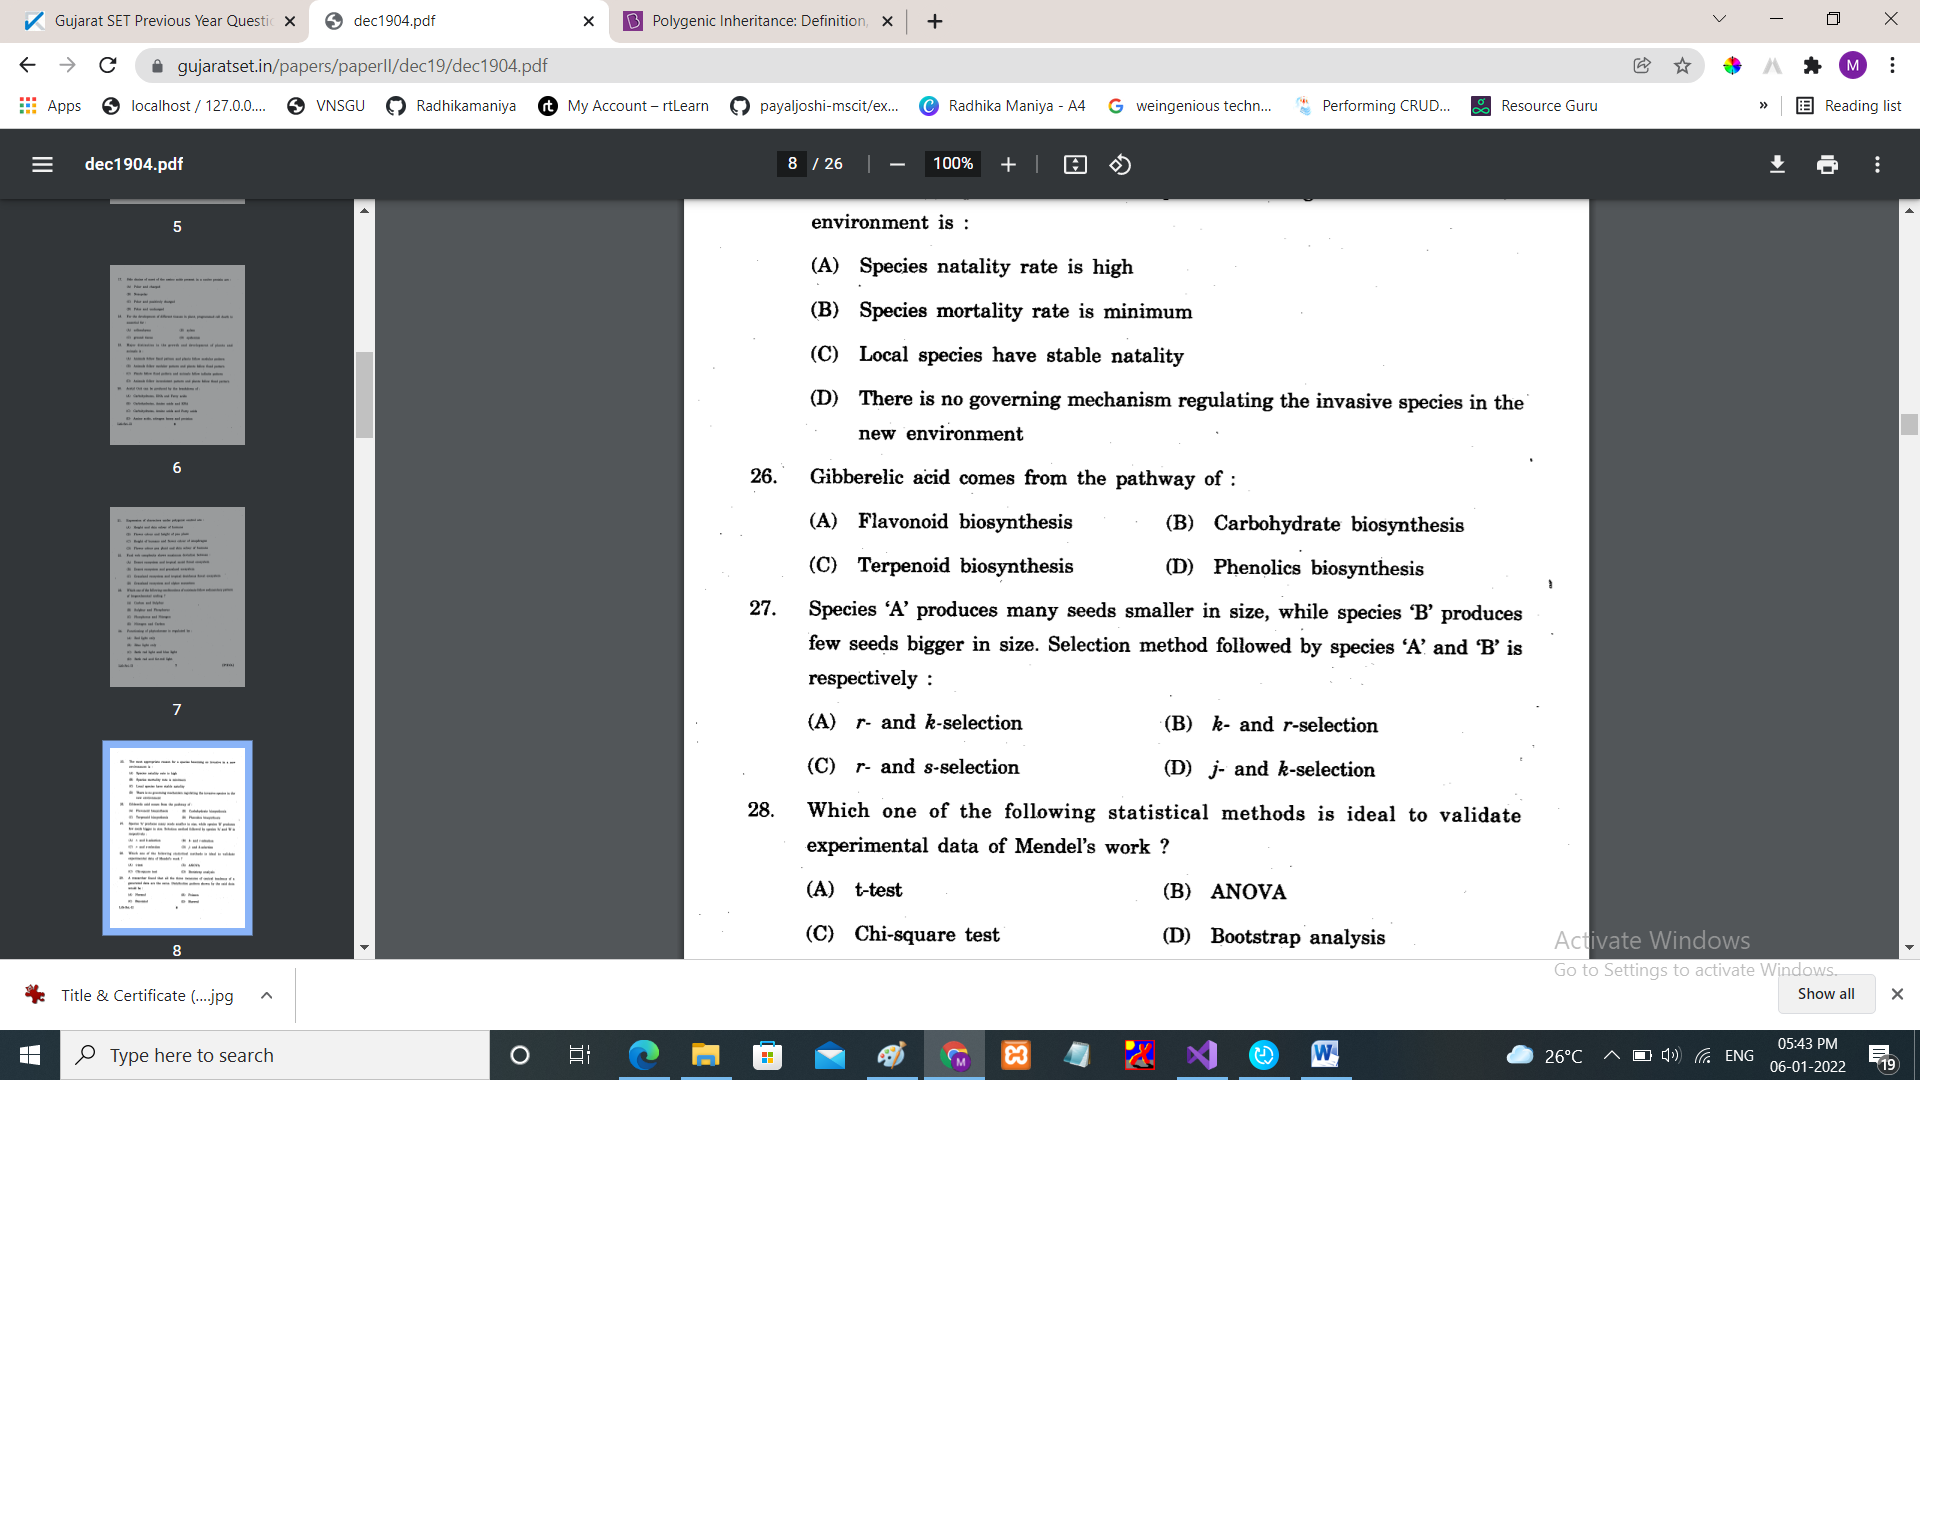 Gujarat SET Previous Year Questi
dec1904.pdf
Polygenic Inheritance: Definition,
gujaratset.in/papers/paperII/dec19/dec1904.pdf
M
Apps
localhost / 127.0.0....
VNSGU
Radhikamaniya
rt
My Account – rtLearn
payaljoshi-mscit/ex...
Radhika Maniya - A4
weingenious techn...
Performing CRUD...
Resource Guru
»
Reading list
dec1904.pdf
8 / 26
100%
5
6
7
8
environment is :
(A) Species natality rate is high
(B) Species mortality rate is minimum
(C) Local species have stable natality
(D) There is no governing mechanism regulating the invasive species in the
new environment
26. Gibberelic acid comes from the pathway of :
(A) Flavonoid biosynthesis (B) Carbohydrate biosynthesis
(C) Terpenoid biosynthesis (D) Phenolics biosynthesis
27. Species ‘A’ produces many seeds smaller in size, while species ‘B’ produces
few seeds bigger in size. Selection method followed by species ‘A’ and ‘B’ is
respectively :
(A) r- and k-selection (B) k- and r-selection
(C) r- and s-selection (D) j- and k-selection
28. Which one of the following statistical methods is ideal to validate
experimental data of Mendel’s work ?
(A) t-test (B) ANOVA
(C) Chi-square test (D) Bootstrap analysis
Activate Windows
Go to Settings to activate Windows.
Title & Certificate (....jpg
Show all
Type here to search
26°C
ENG
05:43 PM
06-01-2022
19